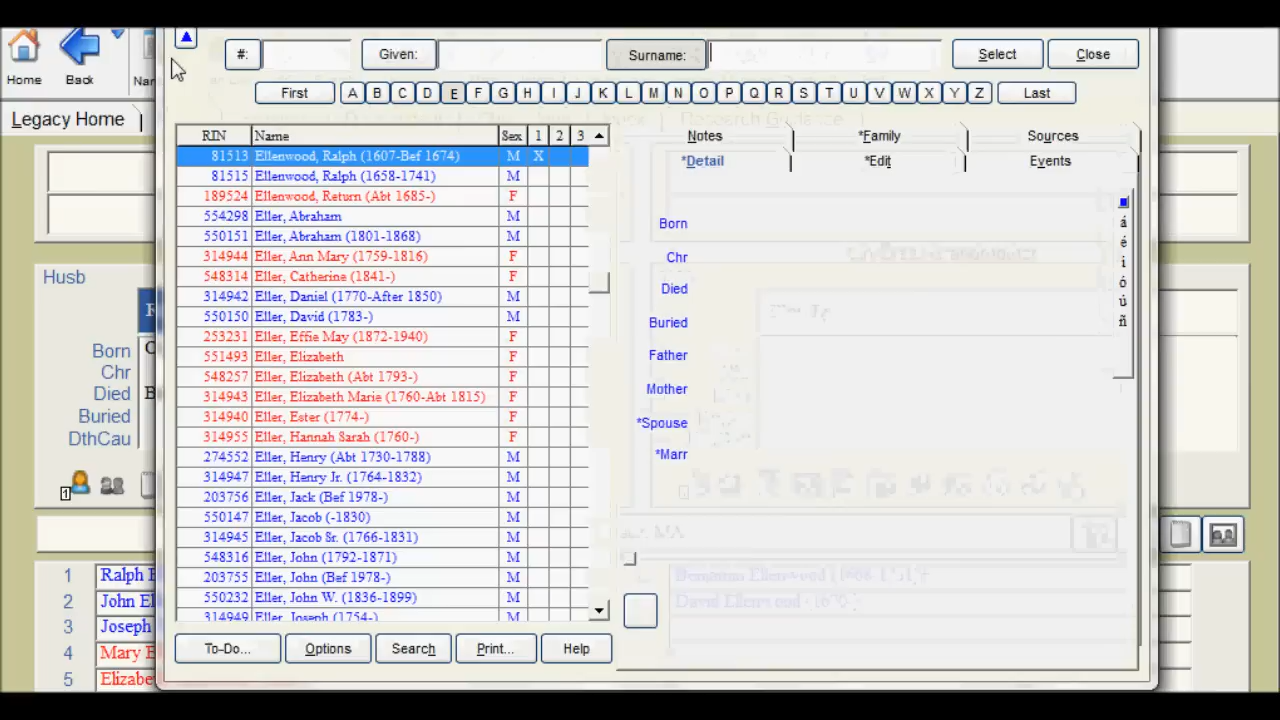 #: Given: Surname: Select Close
Home Back
First A B C D E F G H I J K L M N O P Q R S T U V W X Y Z Last
Legacy Home
RIN Name Sex 1 2 3
81513 Ellenwood, Ralph (1607-Bef 1674) M X
81515 Ellenwood, Ralph (1658-1741) M
189524 Ellenwood, Return (Abt 1685-) F
554298 Eller, Abraham M
550151 Eller, Abraham (1801-1868) M
314944 Eller, Ann Mary (1759-1816) F
548314 Eller, Catherine (1841-) F
314942 Eller, Daniel (1770-After 1850) M
550150 Eller, David (1783-) M
253231 Eller, Effie May (1872-1940) F
551493 Eller, Elizabeth F
548257 Eller, Elizabeth (Abt 1793-) F
314943 Eller, Elizabeth Marie (1760-Abt 1815) F
314940 Eller, Ester (1774-) F
314955 Eller, Hannah Sarah (1760-) F
274552 Eller, Henry (Abt 1730-1788) M
314947 Eller, Henry Jr. (1764-1832) M
203756 Eller, Jack (Bef 1978-) M
550147 Eller, Jacob (-1830) M
314945 Eller, Jacob Sr. (1766-1831) M
548316 Eller, John (1792-1871) M
203755 Eller, John (Bef 1978-) M
550232 Eller, John W. (1836-1899) M
314949 Eller, Joseph (1754-) M
Notes *Family Sources
*Detail *Edit Events
Born
Chr
Died
Buried
Father
Mother
*Spouse
*Marr
á
é
í
ó
ú
ñ
Husb
Born
Chr
Died B
Buried
DthCau
1
1 Ralph
2 John
3 Joseph
4 Mary
5
To-Do... Options Search Print... Help